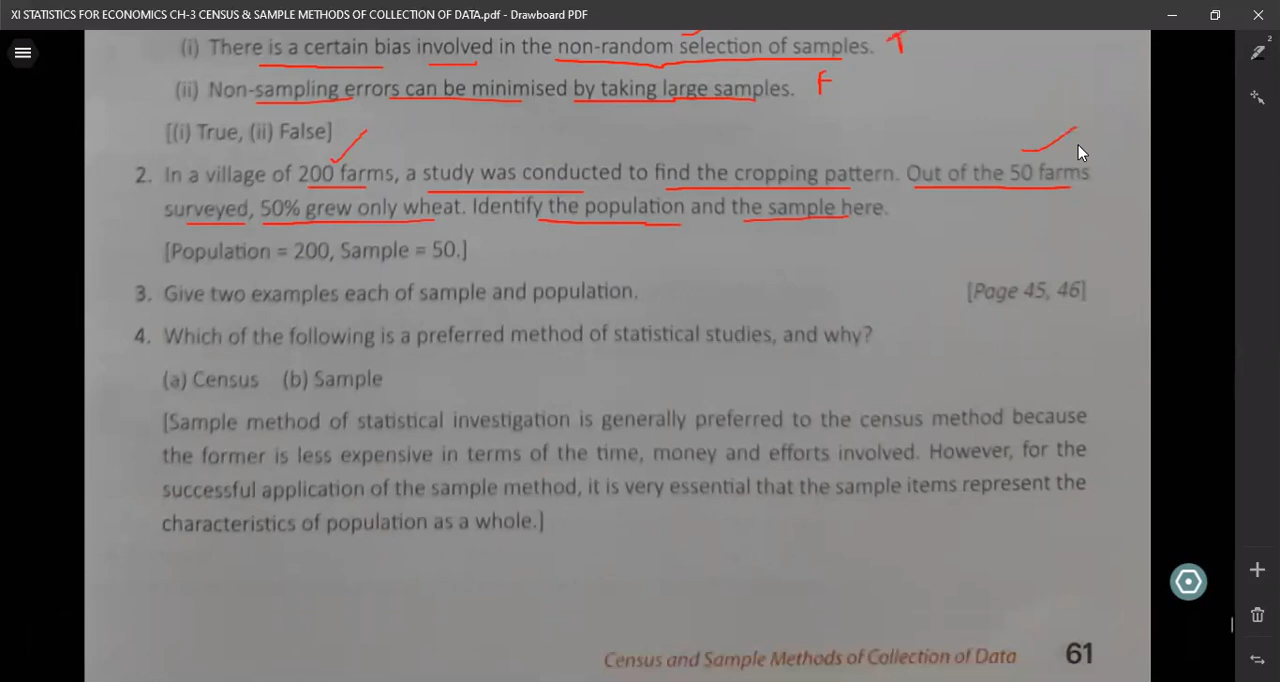 XI STATISTICS FOR ECONOMICS CH-3 CENSUS & SAMPLE METHODS OF COLLECTION OF DATA.pdf - Drawboard PDF
(i) There is a certain bias involved in the non-random selection of samples. T
(ii) Non-sampling errors can be minimised by taking large samples. F
[(i) True, (ii) False]
2. In a village of 200 farms, a study was conducted to find the cropping pattern. Out of the 50 farms
surveyed, 50% grew only wheat. Identify the population and the sample here.
[Population = 200, Sample = 50.]
3. Give two examples each of sample and population. [Page 45, 46]
4. Which of the following is a preferred method of statistical studies, and why?
(a) Census (b) Sample
[Sample method of statistical investigation is generally preferred to the census method because
the former is less expensive in terms of the time, money and efforts involved. However, for the
successful application of the sample method, it is very essential that the sample items represent the
characteristics of population as a whole.]
Census and Sample Methods of Collection of Data 61
2